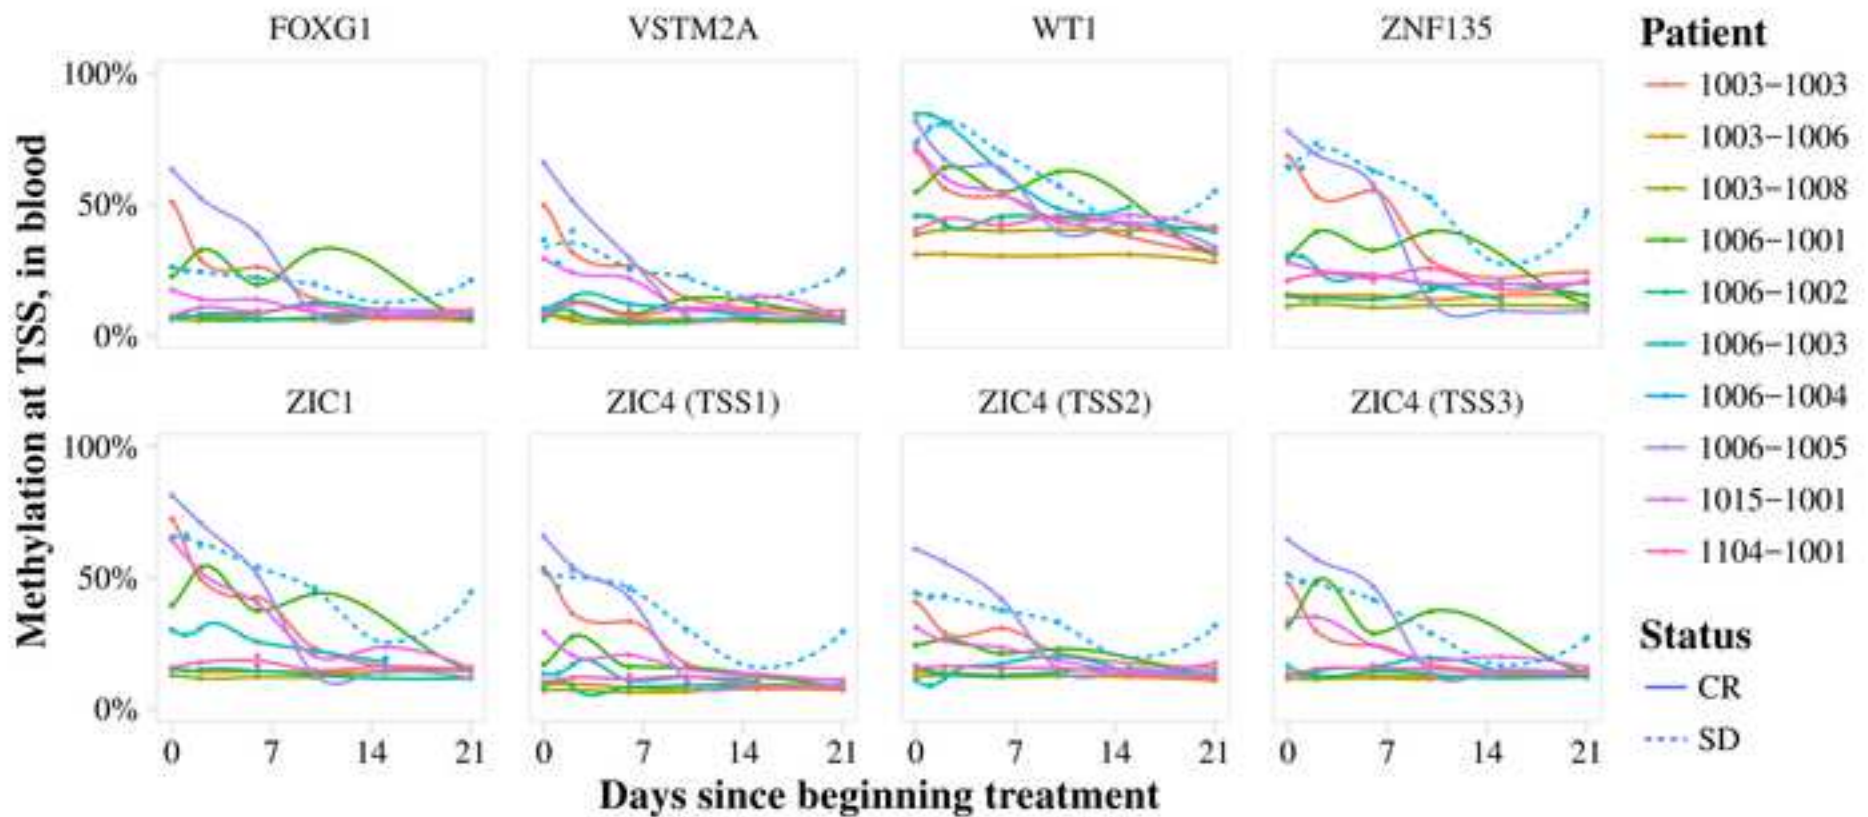 FOXG1 VSTM2A WT1 ZNF135
100%
50%
0%
ZIC1 ZIC4 (TSS1) ZIC4 (TSS2) ZIC4 (TSS3)
100%
50%
0%
0 7 14 21 0 7 14 21 0 7 14 21 0 7 14 21
Days since beginning treatment
Methylation at TSS, in blood
Patient
1003−1003
1003−1006
1003−1008
1006−1001
1006−1002
1006−1003
1006−1004
1006−1005
1015−1001
1104−1001
Status
CR
SD